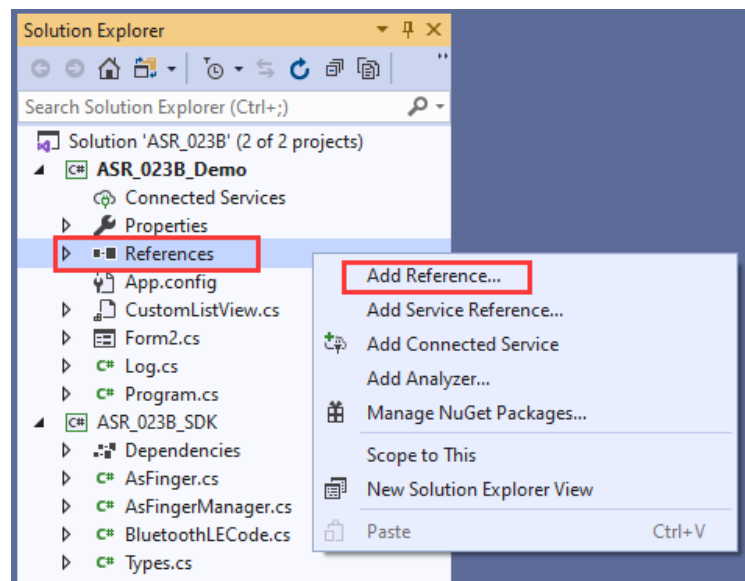 Solution Explorer
Search Solution Explorer (Ctrl+;)
Solution 'ASR_023B' (2 of 2 projects)
C# ASR_023B_Demo
Connected Services
Properties
References
App.config
CustomListView.cs
Form2.cs
C# Log.cs
C# Program.cs
C# ASR_023B_SDK
Dependencies
C# AsFinger.cs
C# AsFingerManager.cs
C# BluetoothLECode.cs
C# Types.cs
Add Reference...
Add Service Reference...
Add Connected Service
Add Analyzer...
Manage NuGet Packages...
Scope to This
New Solution Explorer View
Paste Ctrl+V